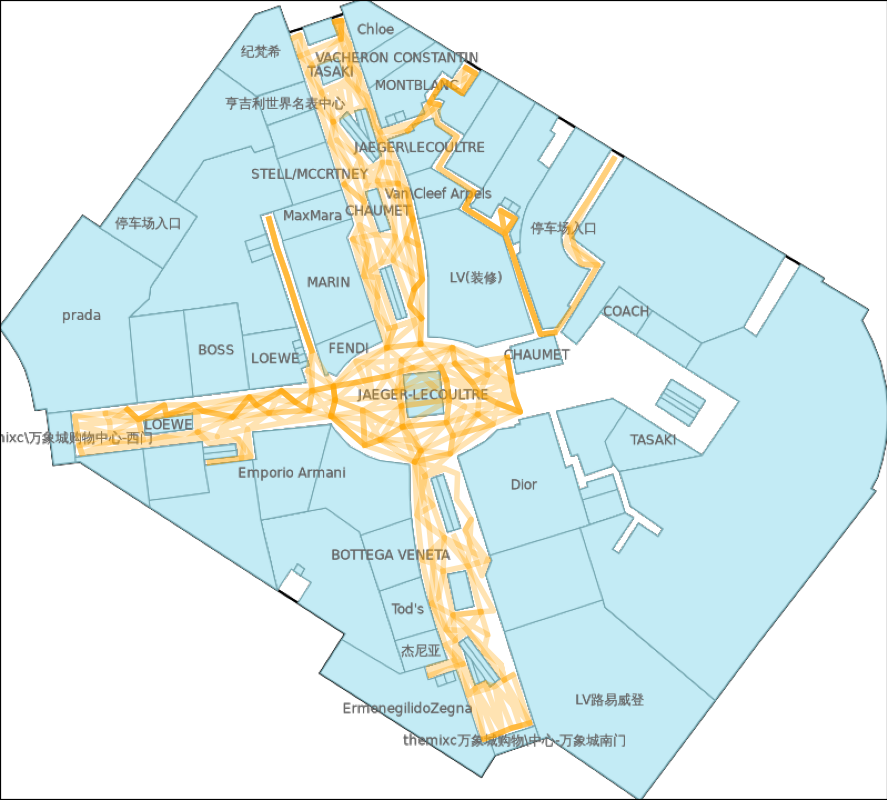 Chloe
纪梵希
VACHERON CONSTANTIN
TASAKI
MONTBLANC
亨吉利世界名表中心
JAEGER\LECOULTRE
STELL/MCCRTNEY
Van\Cleef Arpels
CHAUMET
MaxMara
停车场入口
停车场入口
LV(装修)
MARIN
prada
COACH
BOSS
FENDI
LOEWE
CHAUMET
JAEGER-LECOULTRE
LOEWE
mixc\万象城购物中心-西门
TASAKI
Emporio Armani
Dior
BOTTEGA VENETA
Tod's
杰尼亚
LV路易威登
ErmenegilidoZegna
themixc万象城购物\中心-万象城南门